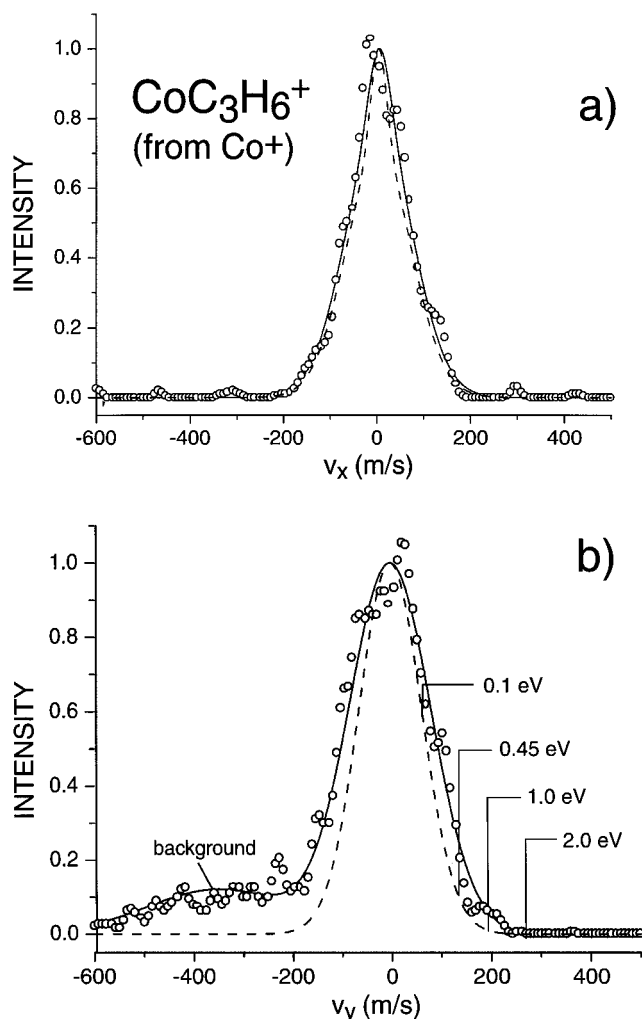 a)
CoC₃H₆⁺
(from Co+)
INTENSITY
1.0
0.8
0.6
0.4
0.2
0.0
-600 -400 -200 0 200 400
vₓ (m/s)
b)
INTENSITY
1.0
0.8
0.6
0.4
0.2
0.0
0.1 eV
0.45 eV
1.0 eV
2.0 eV
background
-600 -400 -200 0 200 400
v_y (m/s)